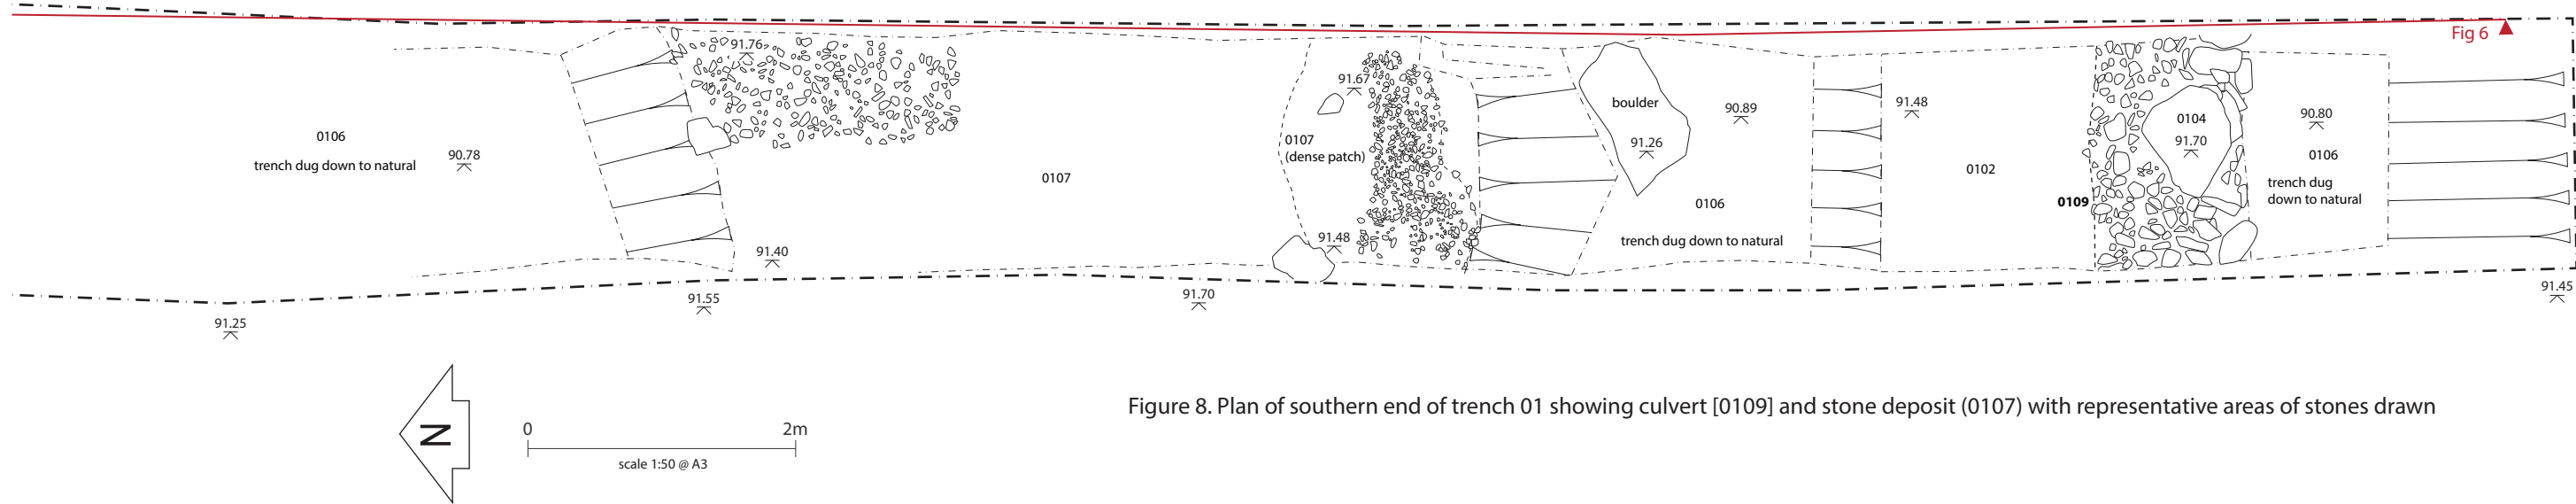 Fig 6
91.76
91.67
0107
(dense patch)
91.48
boulder
91.26
90.89
0106
trench dug down to natural
91.48
0102
0109
0104
91.70
90.80
0106
trench dug
down to natural
0106
trench dug down to natural
90.78
0107
91.40
91.25
91.55
91.70
91.45
N
0 2m
scale 1:50 @ A3
Figure 8. Plan of southern end of trench 01 showing culvert [0109] and stone deposit (0107) with representative areas of stones drawn